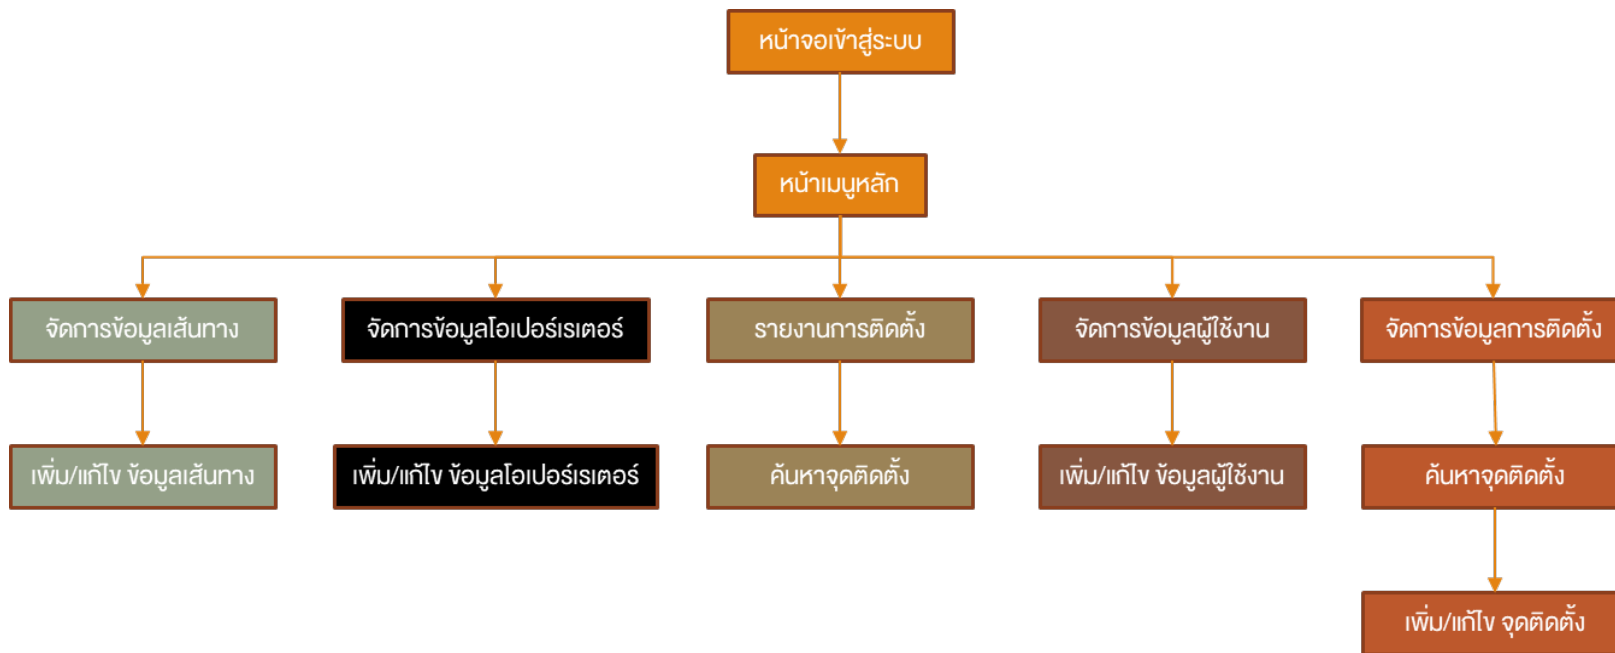 หน้าจอเข้าสู่ระบบ
หน้าเมนูหลัก
จัดการข้อมูลเส้นทาง
จัดการข้อมูลโอเปอร์เรเตอร์
รายงานการติดตั้ง
จัดการข้อมูลผู้ใช้งาน
จัดการข้อมูลการติดตั้ง
เพิ่ม/แก้ไข ข้อมูลเส้นทาง
เพิ่ม/แก้ไข ข้อมูลโอเปอร์เรเตอร์
ค้นหาจุดติดตั้ง
เพิ่ม/แก้ไข ข้อมูลผู้ใช้งาน
ค้นหาจุดติดตั้ง
เพิ่ม/แก้ไข จุดติดตั้ง